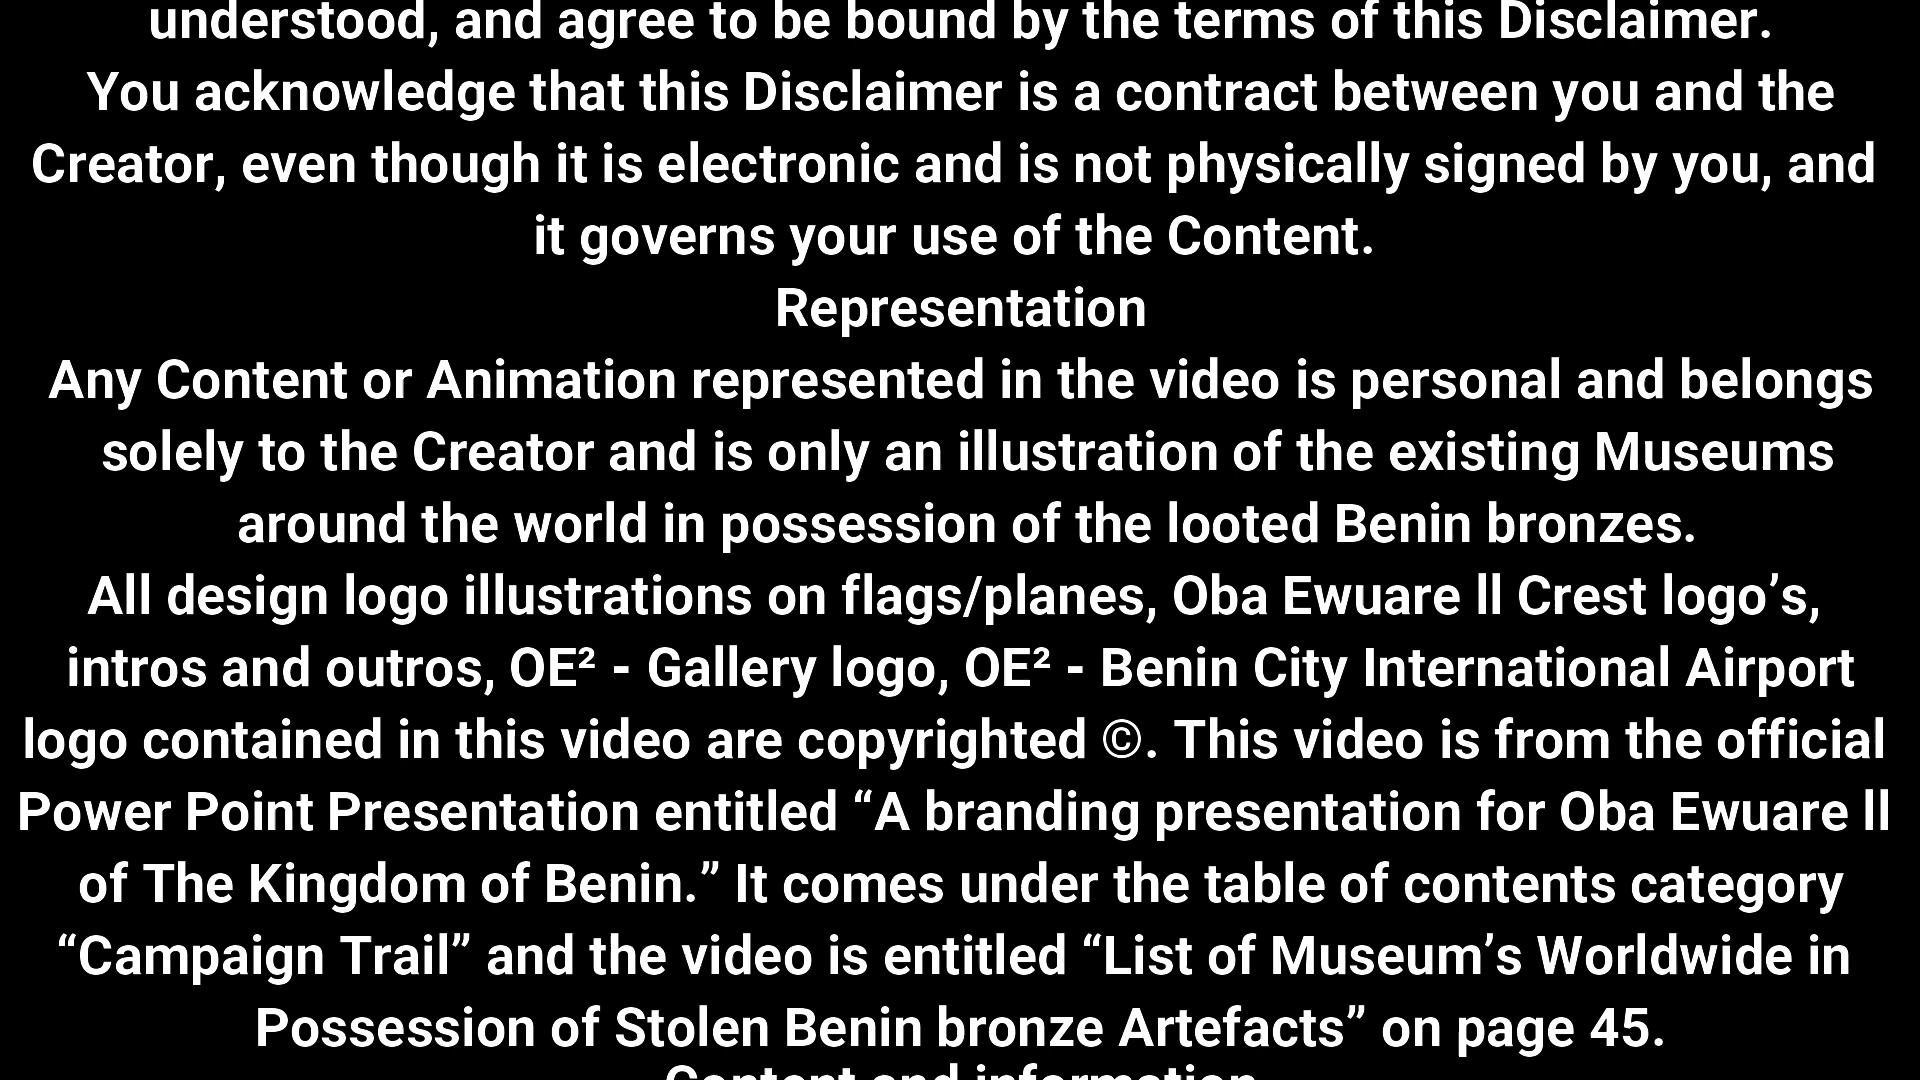 understood, and agree to be bound by the terms of this Disclaimer.
You acknowledge that this Disclaimer is a contract between you and the
Creator, even though it is electronic and is not physically signed by you, and
it governs your use of the Content.
Representation
Any Content or Animation represented in the video is personal and belongs
solely to the Creator and is only an illustration of the existing Museums
around the world in possession of the looted Benin bronzes.
All design logo illustrations on flags/planes, Oba Ewuare ll Crest logo’s,
intros and outros, OE² - Gallery logo, OE² - Benin City International Airport
logo contained in this video are copyrighted ©. This video is from the official
Power Point Presentation entitled “A branding presentation for Oba Ewuare ll
of The Kingdom of Benin.” It comes under the table of contents category
“Campaign Trail” and the video is entitled “List of Museum’s Worldwide in
Possession of Stolen Benin bronze Artefacts” on page 45.
Content and information